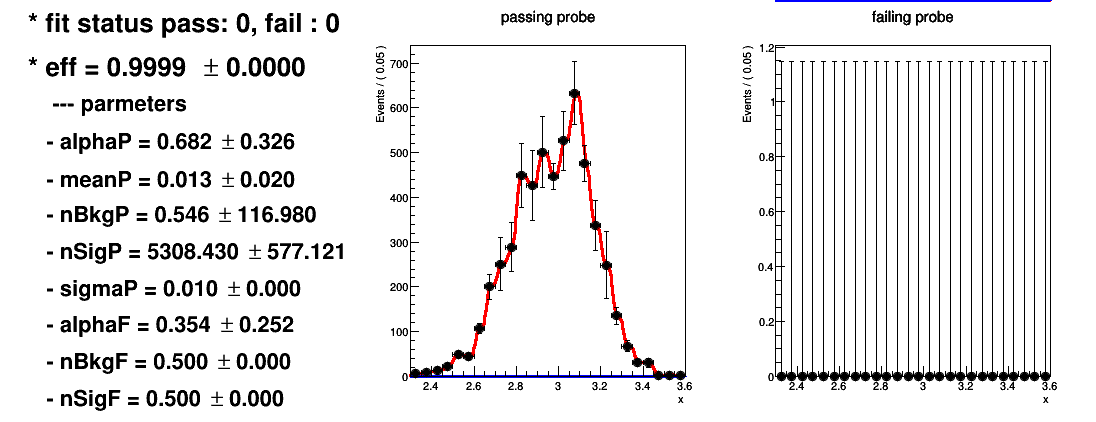 * fit status pass: 0, fail : 0
* eff = 0.9999 ± 0.0000
--- parmeters
- alphaP = 0.682 ± 0.326
- meanP = 0.013 ± 0.020
- nBkgP = 0.546 ± 116.980
- nSigP = 5308.430 ± 577.121
- sigmaP = 0.010 ± 0.000
- alphaF = 0.354 ± 0.252
- nBkgF = 0.500 ± 0.000
- nSigF = 0.500 ± 0.000
passing probe
Events / ( 0.05 )
700
600
500
400
300
200
100
0
2.4 2.6 2.8 3 3.2 3.4 3.6
x
failing probe
Events / ( 0.05 )
1.2
1
0.8
0.6
0.4
0.2
0
2.4 2.6 2.8 3 3.2 3.4 3.6
x